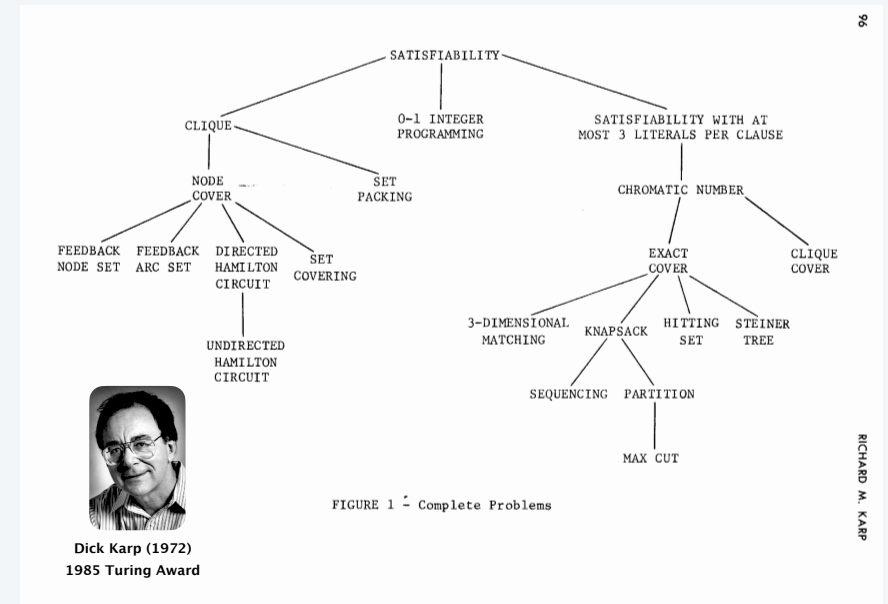 96
SATISFIABILITY
CLIQUE
0-1 INTEGER
PROGRAMMING
SATISFIABILITY WITH AT
MOST 3 LITERALS PER CLAUSE
NODE
COVER
SET
PACKING
CHROMATIC NUMBER
FEEDBACK
NODE SET
FEEDBACK
ARC SET
DIRECTED
HAMILTON
CIRCUIT
SET
COVERING
EXACT
COVER
CLIQUE
COVER
UNDIRECTED
HAMILTON
CIRCUIT
3-DIMENSIONAL
MATCHING
KNAPSACK
HITTING
SET
STEINER
TREE
SEQUENCING
PARTITION
MAX CUT
FIGURE 1 - Complete Problems
RICHARD M. KARP
Dick Karp (1972)
1985 Turing Award